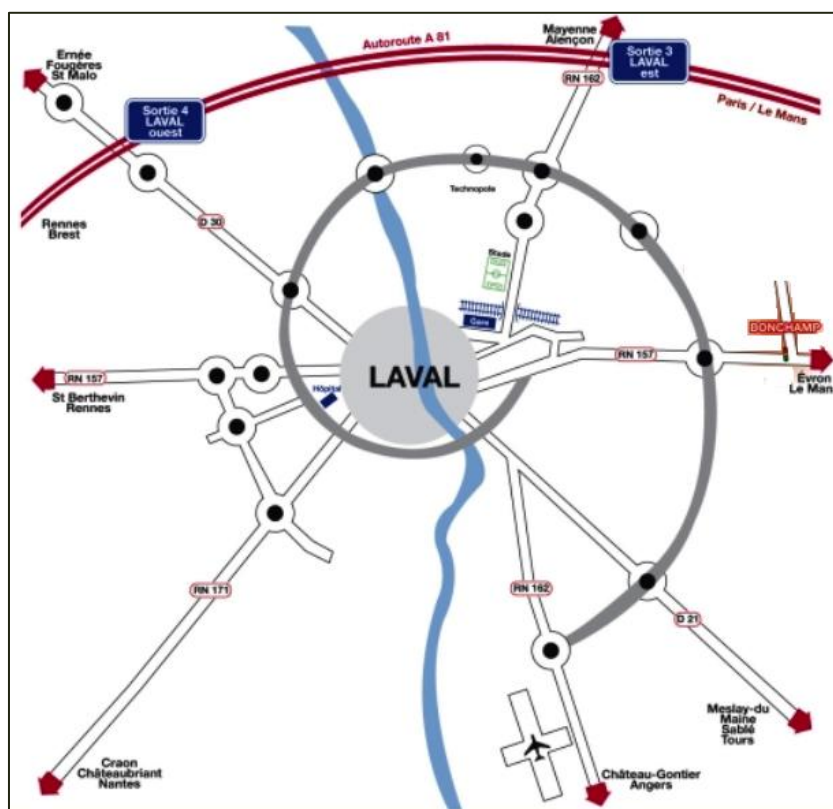 Mayenne
Alençon
Autoroute A 81
Sortie 3
LAVAL
est
Ernée
Fougères
St Malo
RN 162
Paris / Le Mans
Sortie 4
LAVAL
ouest
Technopole
Rennes
Brest
D 30
Stade
Gare
BONCHAMP
RN 157
LAVAL
RN 157
Évron
Le Man
St Berthevin
Rennes
Hôpital
RN 171
RN 162
D 21
Meslay-du
Maine
Sablé
Tours
Craon
Châteaubriant
Nantes
Château-Gontier
Angers